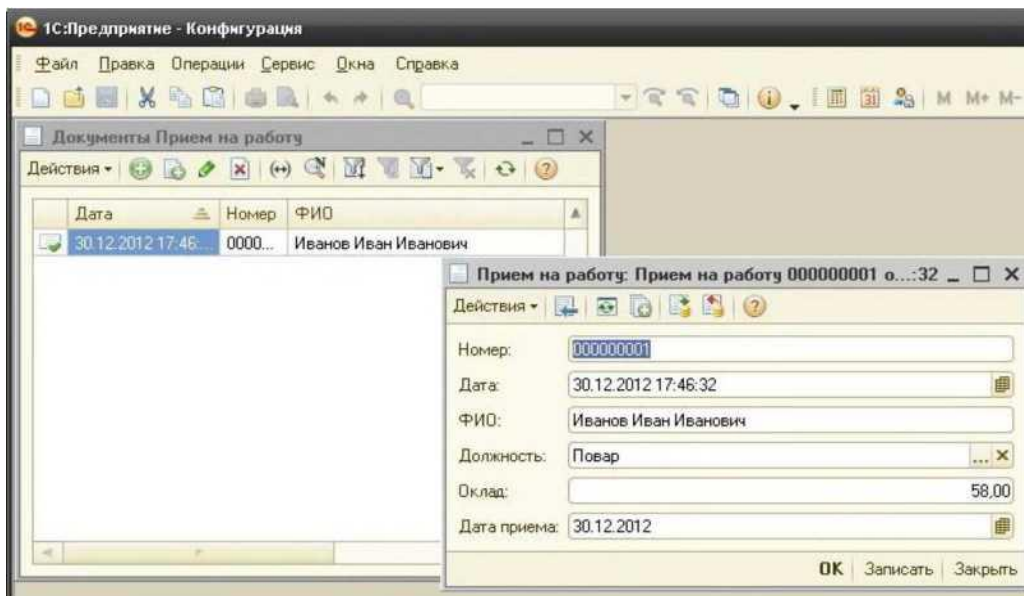 1С:Предприятие - Конфигурация
Файл Правка Операции Сервис Окна Справка
M M+ M-
Документы Прием на работу
Действия
Дата Номер ФИО
30.12.2012 17:46:... 0000... Иванов Иван Иванович
Прием на работу: Прием на работу 000000001 о...:32
Действия
Номер: 000000001
Дата: 30.12.2012 17:46:32
ФИО: Иванов Иван Иванович
Должность: Повар ...
Оклад: 58,00
Дата приема: 30.12.2012
OK Записать Закрыть